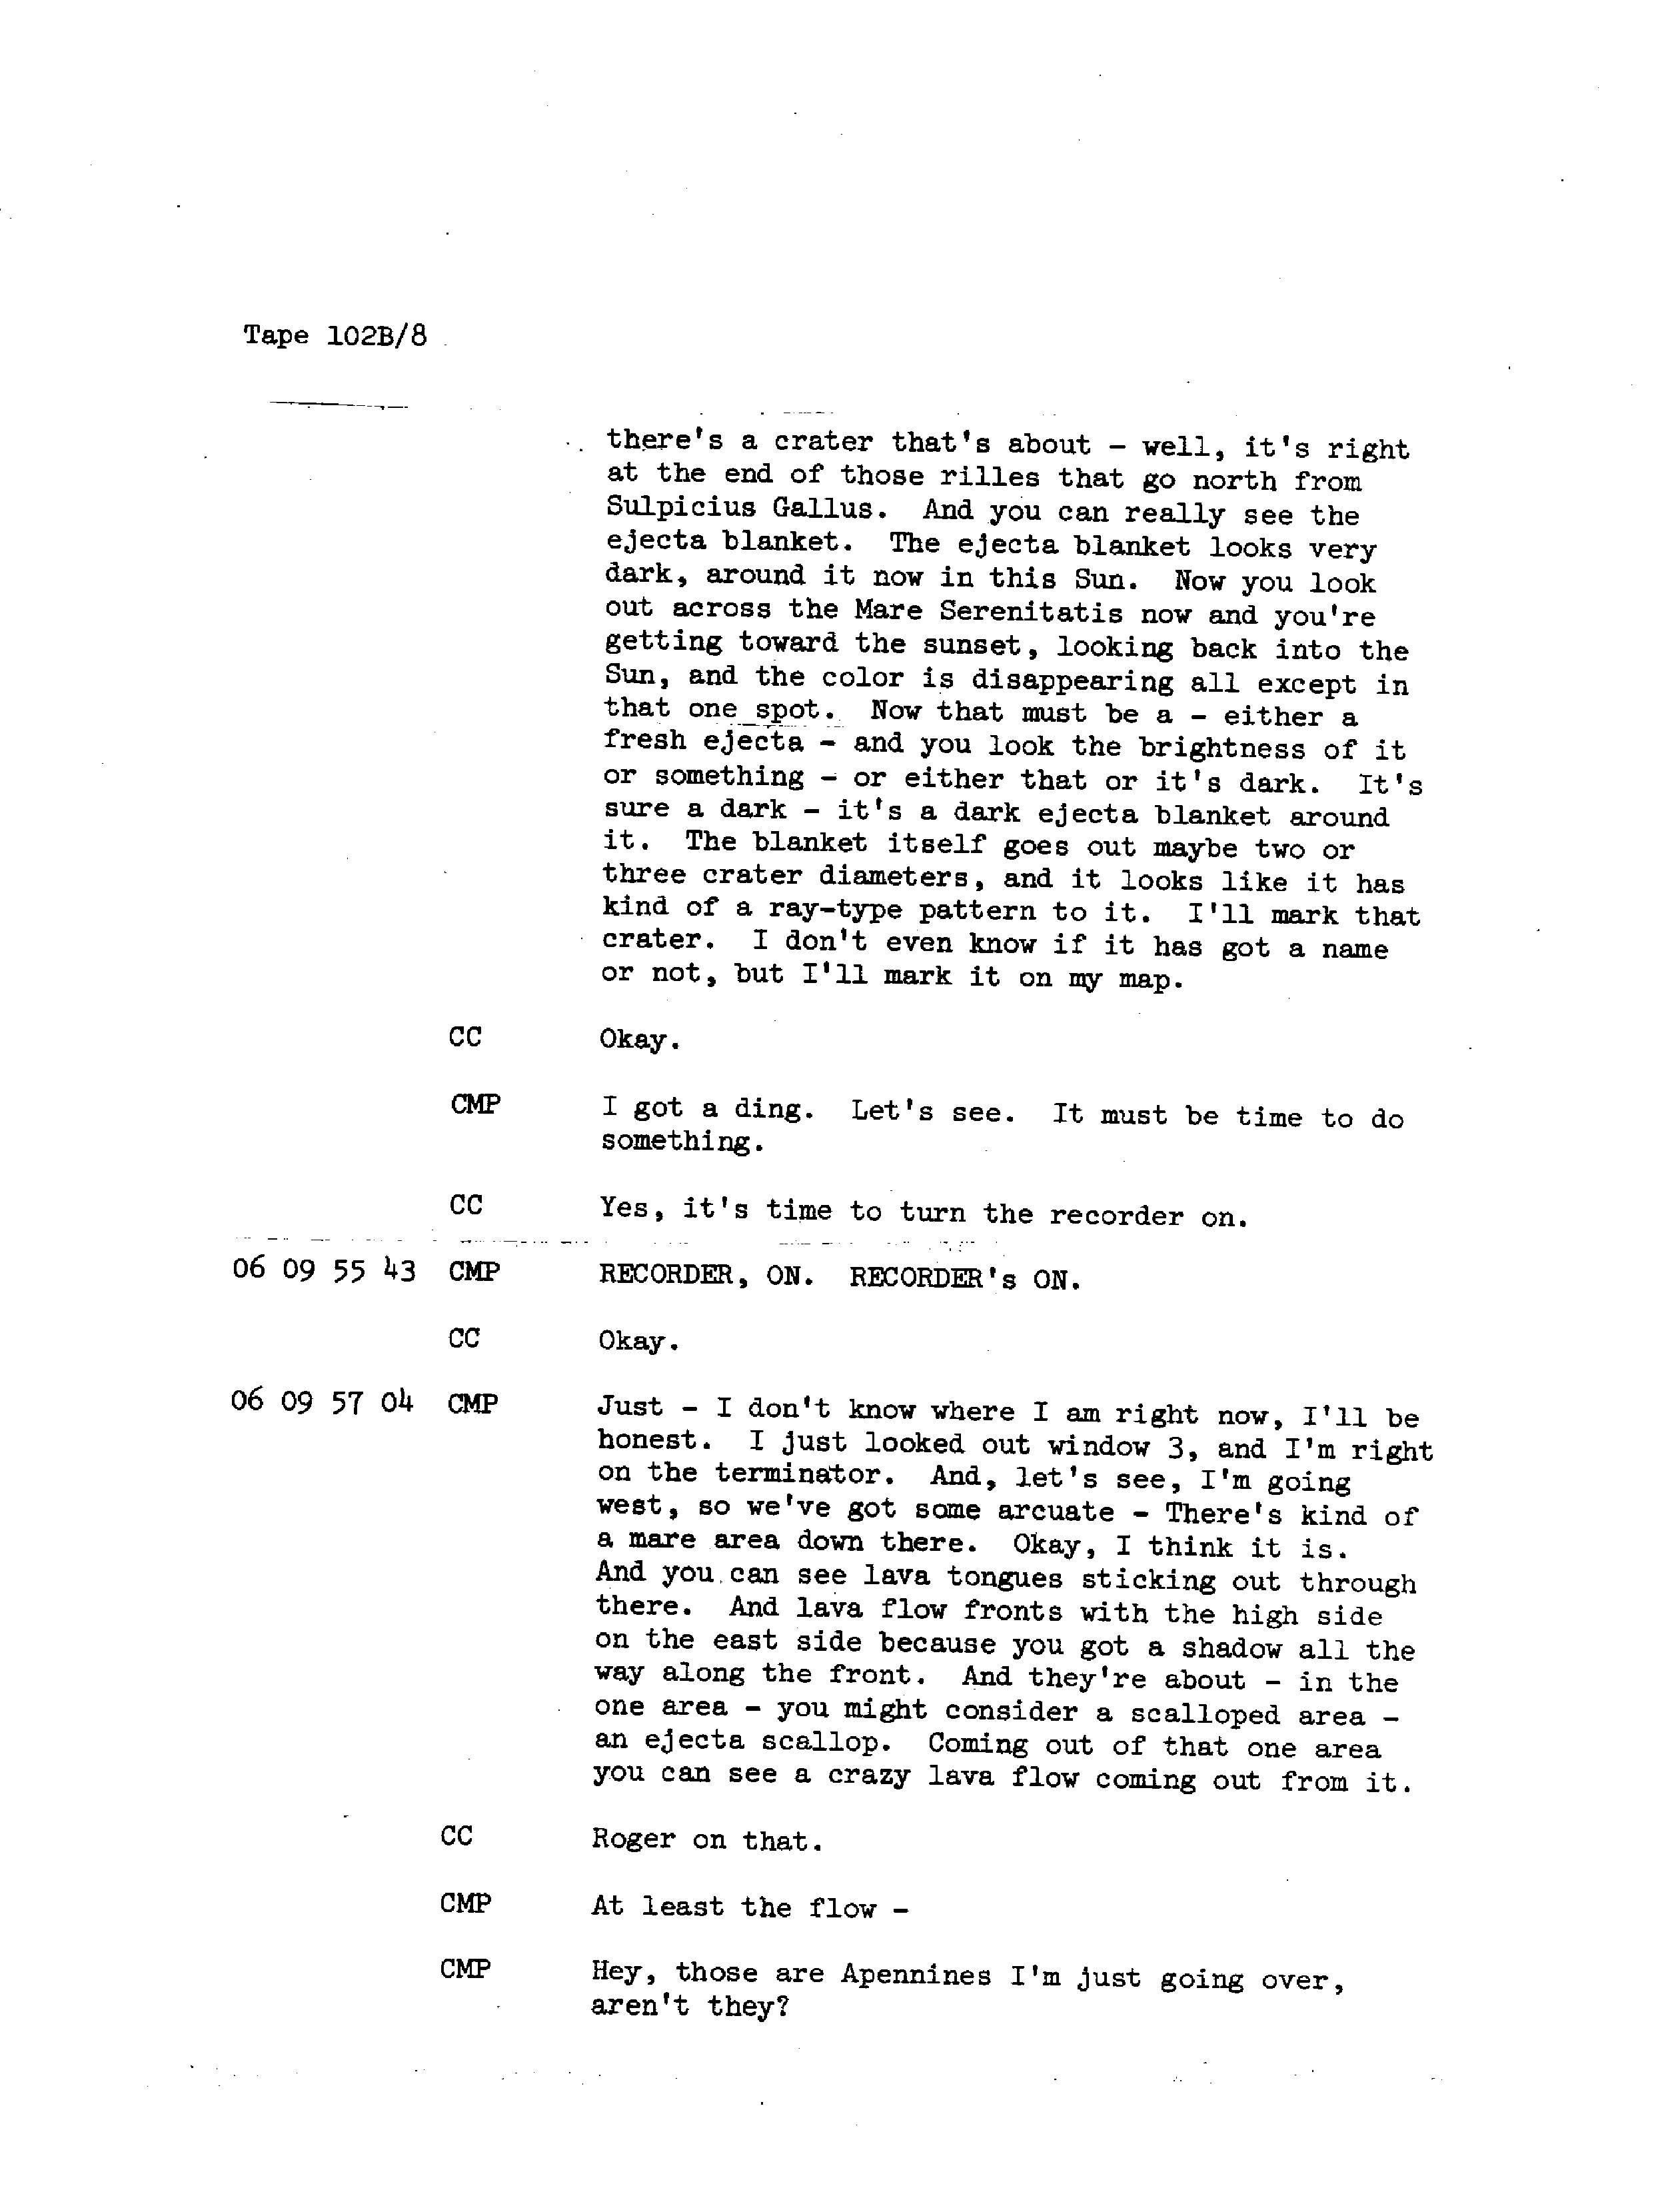 Tape 102B/8
there's a crater that's about - well, it's right
at the end of those rilles that go north from
Sulpicius Gallus. And you can really see the
ejecta blanket. The ejecta blanket looks very
dark, around it now in this Sun. Now you look
out across the Mare Serenitatis now and you're
getting toward the sunset, looking back into the
Sun, and the color is disappearing all except in
that one spot. Now that must be a - either a
fresh ejecta - and you look the brightness of it
or something - or either that or it's dark. It's
sure a dark - it's a dark ejecta blanket around
it. The blanket itself goes out maybe two or
three crater diameters, and it looks like it has
kind of a ray-type pattern to it. I'll mark that
crater. I don't even know if it has got a name
or not, but I'll mark it on my map.
CC Okay.
CMP I got a ding. Let's see. It must be time to do
something.
CC Yes, it's time to turn the recorder on.
06 09 55 43 CMP RECORDER, ON. RECORDER's ON.
CC Okay.
06 09 57 04 CMP Just - I don't know where I am right now, I'll be
honest. I just looked out window 3, and I'm right
on the terminator. And, let's see, I'm going
west, so we've got some arcuate - There's kind of
a mare area down there. Okay, I think it is.
And you can see lava tongues sticking out through
there. And lava flow fronts with the high side
on the east side because you got a shadow all the
way along the front. And they're about - in the
one area - you might consider a scalloped area -
an ejecta scallop. Coming out of that one area
you can see a crazy lava flow coming out from it.
CC Roger on that.
CMP At least the flow -
CMP Hey, those are Apennines I'm just going over,
aren't they?